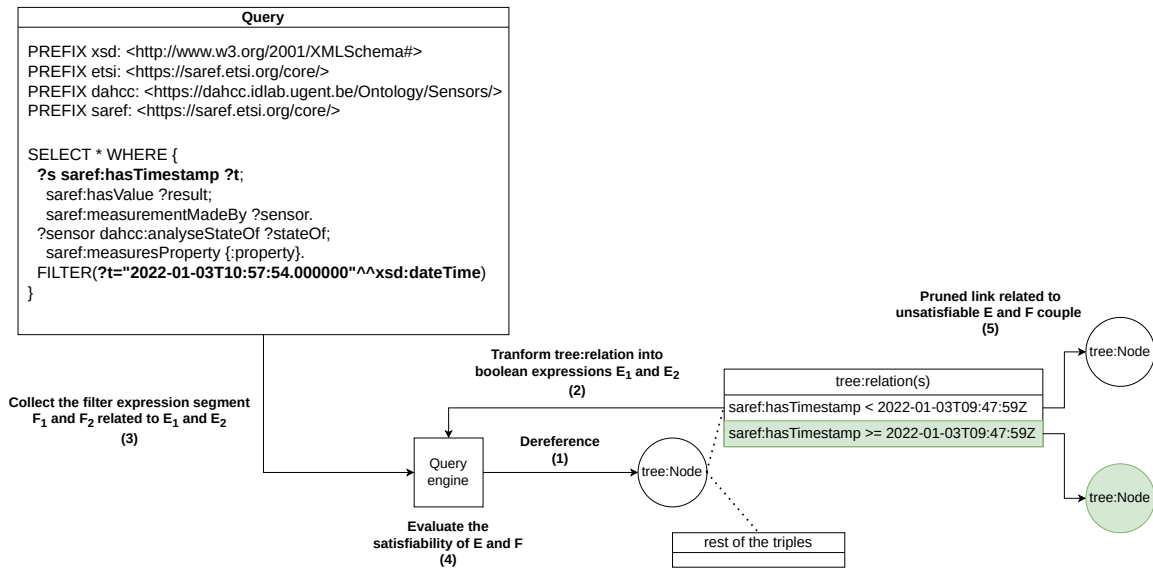 Query
PREFIX xsd: <http://www.w3.org/2001/XMLSchema#>
PREFIX etsi: <https://saref.etsi.org/core/>
PREFIX dahcc: <https://dahcc.idlab.ugent.be/Ontology/Sensors/>
PREFIX saref: <https://saref.etsi.org/core/>
SELECT * WHERE {
?s saref:hasTimestamp ?t;
saref:hasValue ?result;
saref:measurementMadeBy ?sensor.
?sensor dahcc:analyseStateOf ?stateOf;
saref:measuresProperty {:property}.
FILTER(?t="2022-01-03T10:57:54.000000"^^xsd:dateTime)
}
Pruned link related to
unsatisfiable E and F couple
(5)
tree:Node
Tranform tree:relation into
boolean expressions E1 and E2
(2)
tree:relation(s)
saref:hasTimestamp < 2022-01-03T09:47:59Z
saref:hasTimestamp >= 2022-01-03T09:47:59Z
Collect the filter expression segment
F1 and F2 related to E1 and E2
(3)
Query
engine
Dereference
(1)
tree:Node
tree:Node
Evaluate the
satisfiability of E and F
(4)
rest of the triples